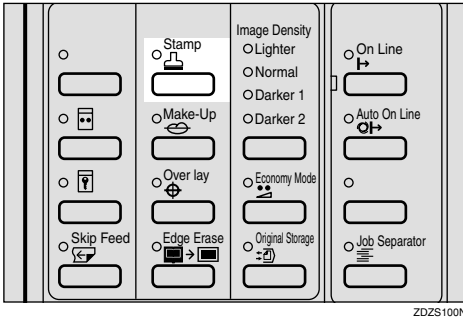 Stamp
Make-Up
Over lay
Skip Feed
Edge Erase
Image Density
Lighter
Normal
Darker 1
Darker 2
Economy Mode
Original Storage
On Line
Auto On Line
Job Separator
ZDZS100N